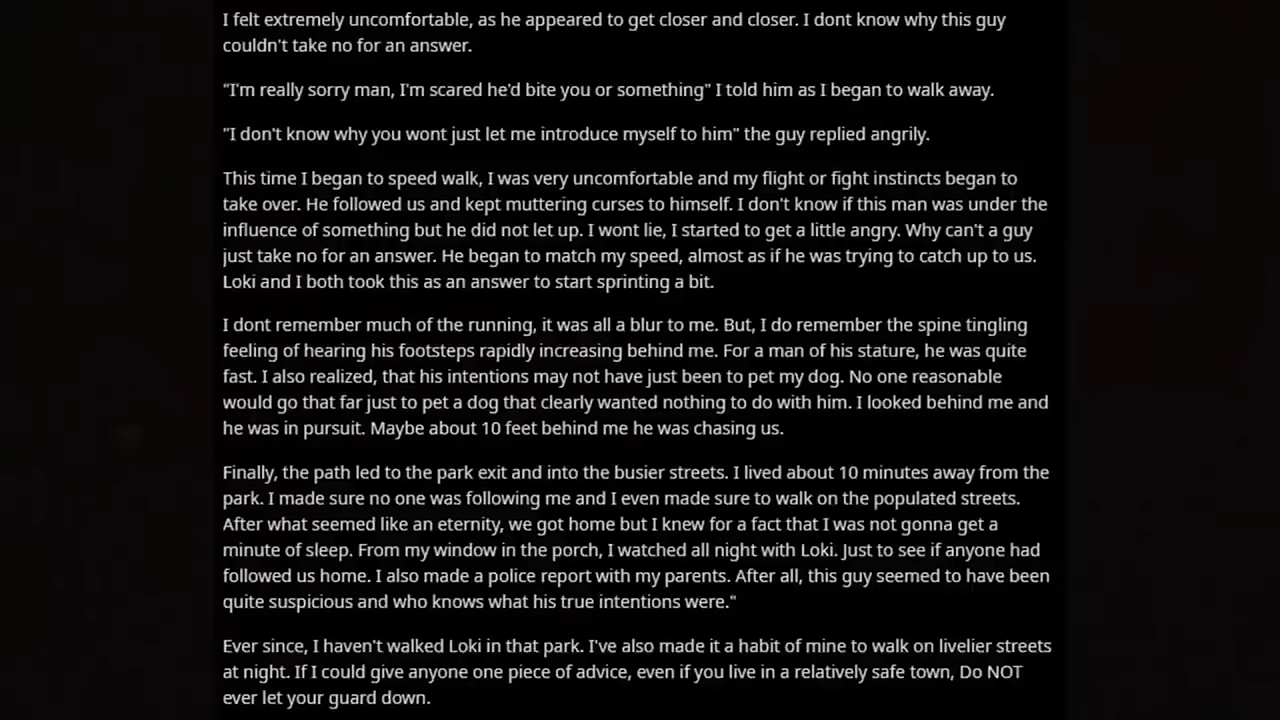 I felt extremely uncomfortable, as he appeared to get closer and closer. I dont know why this guy
couldn't take no for an answer.
"I'm really sorry man, I'm scared he'd bite you or something" I told him as I began to walk away.
"I don't know why you wont just let me introduce myself to him" the guy replied angrily.
This time I began to speed walk, I was very uncomfortable and my flight or fight instincts began to
take over. He followed us and kept muttering curses to himself. I don't know if this man was under the
influence of something but he did not let up. I wont lie, I started to get a little angry. Why can't a guy
just take no for an answer. He began to match my speed, almost as if he was trying to catch up to us.
Loki and I both took this as an answer to start sprinting a bit.
I dont remember much of the running, it was all a blur to me. But, I do remember the spine tingling
feeling of hearing his footsteps rapidly increasing behind me. For a man of his stature, he was quite
fast. I also realized, that his intentions may not have just been to pet my dog. No one reasonable
would go that far just to pet a dog that clearly wanted nothing to do with him. I looked behind me and
he was in pursuit. Maybe about 10 feet behind me he was chasing us.
Finally, the path led to the park exit and into the busier streets. I lived about 10 minutes away from the
park. I made sure no one was following me and I even made sure to walk on the populated streets.
After what seemed like an eternity, we got home but I knew for a fact that I was not gonna get a
minute of sleep. From my window in the porch, I watched all night with Loki. Just to see if anyone had
followed us home. I also made a police report with my parents. After all, this guy seemed to have been
quite suspicious and who knows what his true intentions were."
Ever since, I haven't walked Loki in that park. I've also made it a habit of mine to walk on livelier streets
at night. If I could give anyone one piece of advice, even if you live in a relatively safe town, Do NOT
ever let your guard down.